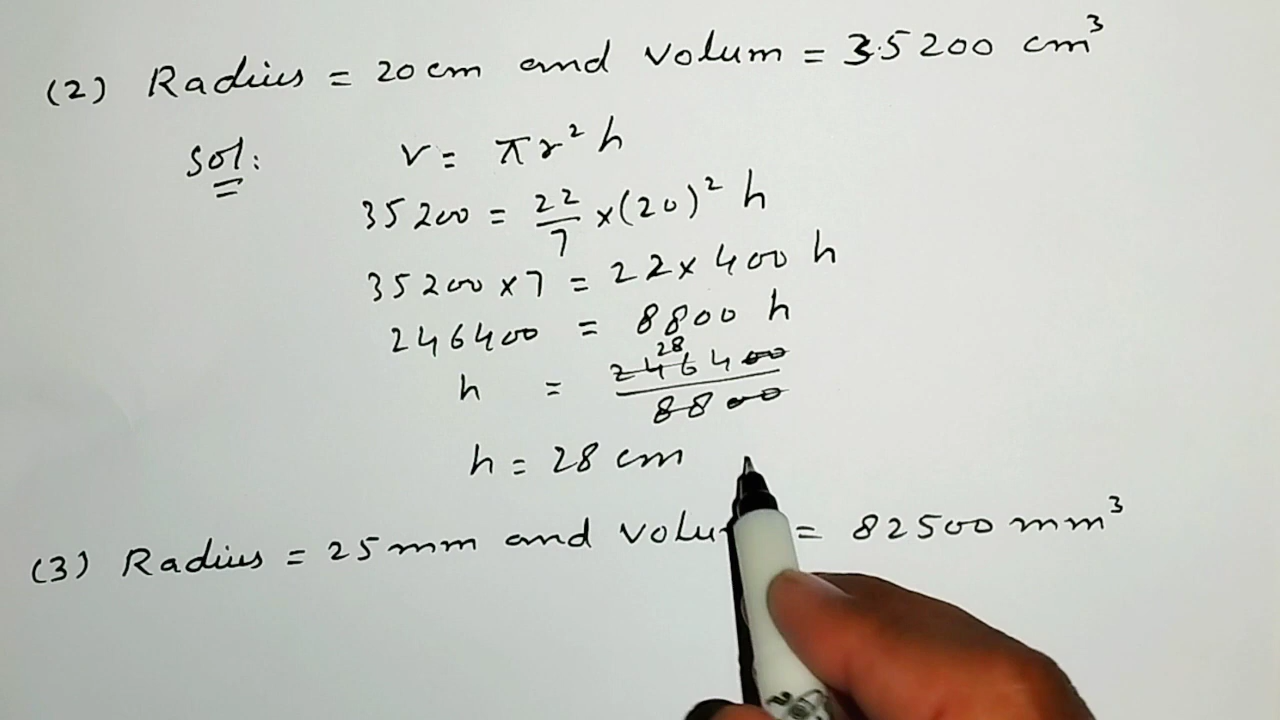 (2) Radius = 20 cm and volum = 35200 cm³
Sol: v = πr²h
35200 = 22/7 ×(20)² h
35200×7 = 22×400 h
246400 = 8800 h
28
h = 246400/8800
h = 28 cm
(3) Radius = 25 mm and = 82500 mm³